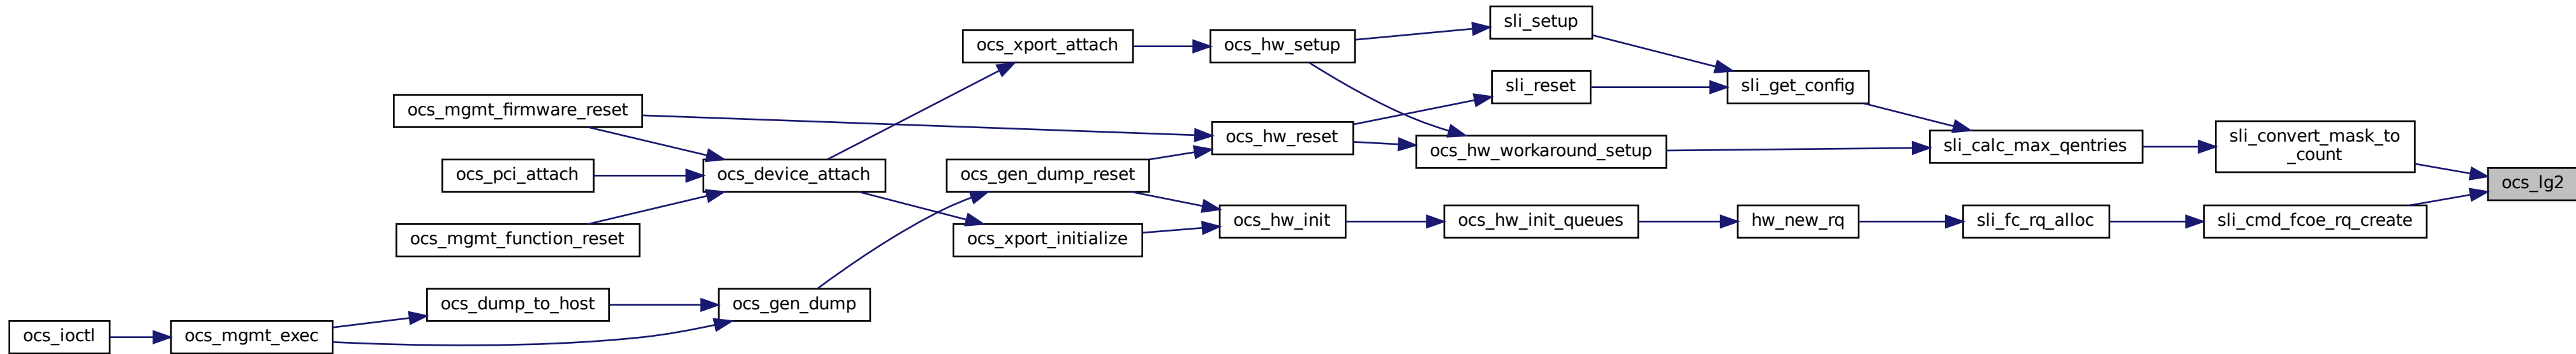 sli_setup
ocs_xport_attach
ocs_hw_setup
sli_reset
sli_get_config
ocs_mgmt_firmware_reset
ocs_hw_reset
ocs_hw_workaround_setup
sli_calc_max_qentries
sli_convert_mask_to
_count
ocs_pci_attach
ocs_device_attach
ocs_gen_dump_reset
ocs_lg2
ocs_mgmt_function_reset
ocs_xport_initialize
ocs_hw_init
ocs_hw_init_queues
hw_new_rq
sli_fc_rq_alloc
sli_cmd_fcoe_rq_create
ocs_dump_to_host
ocs_gen_dump
ocs_ioctl
ocs_mgmt_exec